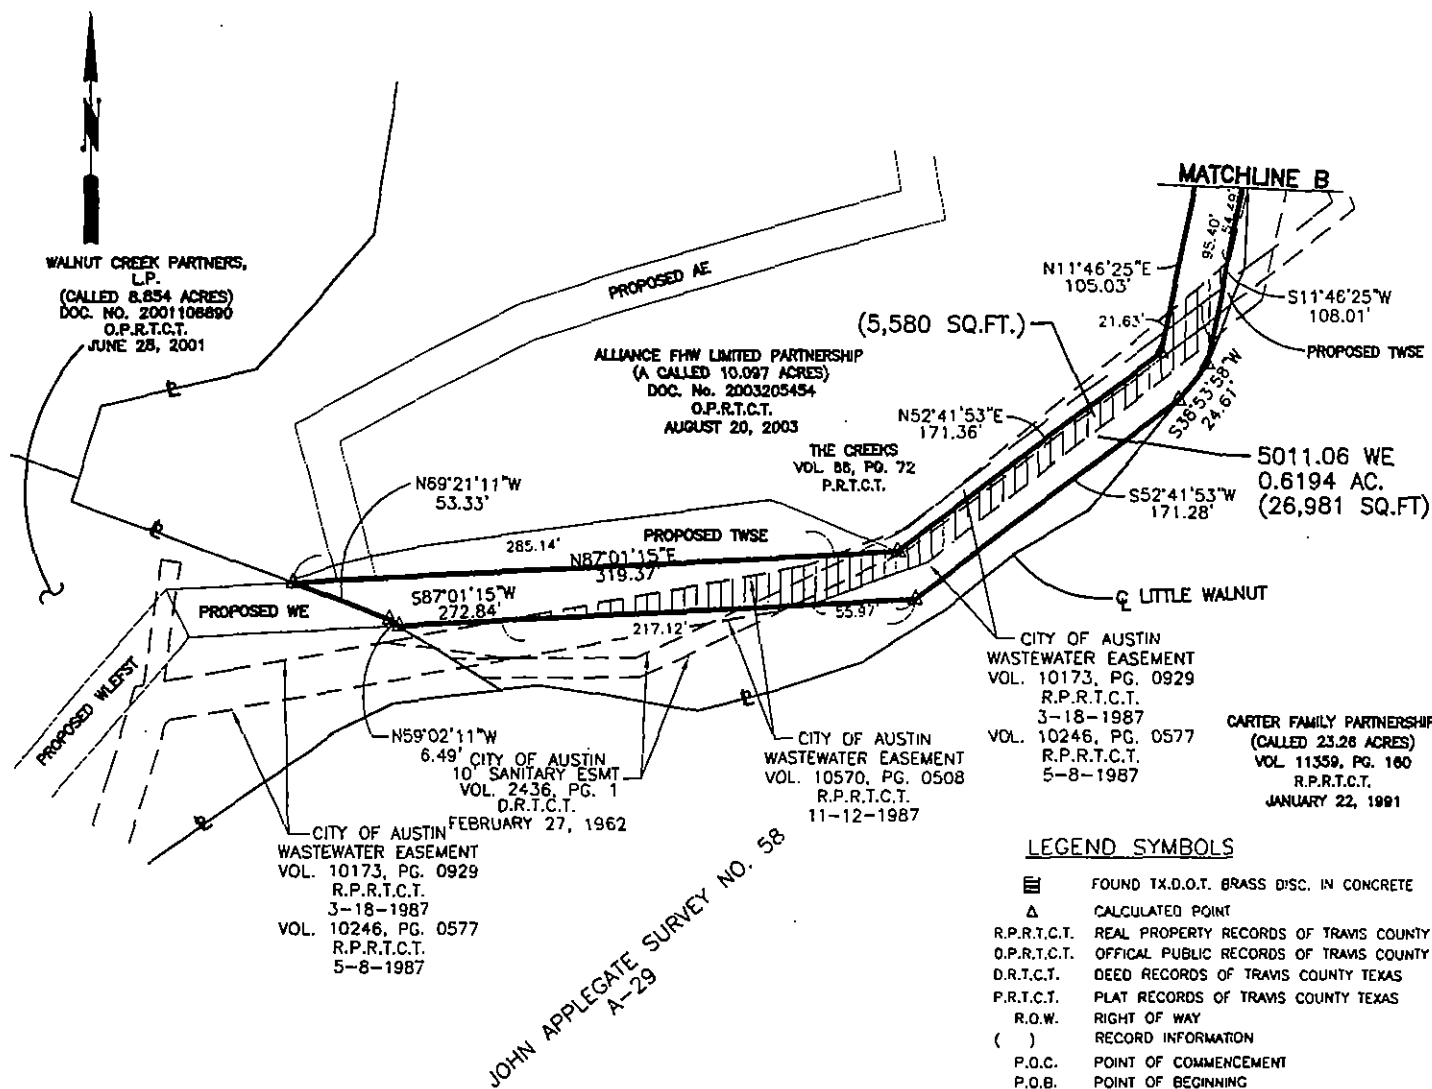 N
MATCHLINE B
WALNUT CREEK PARTNERS,
L.P.
(CALLED 8.854 ACRES)
O.P.R.T.C.T.
JUNE 28, 2001
PROPOSED AE
95.40'
54.49'
N11°46'25"E
105.03'
S11°46'25"W
108.01'
21.63'
(5,580 SQ.FT.)
PROPOSED TWSE
ALLIANCE FHW LIMITED PARTNERSHIP
(A CALLED 10.097 ACRES)
DOC. No. 2003205454
O.P.R.T.C.T.
AUGUST 20, 2003
N52°41'53"E
171.36'
24.61'
THE CREEKS
VOL 88, PG. 72
P.R.T.C.T.
5011.06 WE
0.6194 AC.
(26,981 SQ.FT)
N69°21'11"W
53.33'
S52°41'53"W
171.28'
PROPOSED TWSE
285.14'
N87°01'15"E
319.37'
S87°01'15"W
272.84'
PROPOSED WE
217.12'
55.97
℄ LITTLE WALNUT
PROPOSED WLEFST
CITY OF AUSTIN
WASTEWATER EASEMENT
VOL. 10173, PG. 0929
R.P.R.T.C.T.
3-18-1987
VOL. 10246, PG. 0577
R.P.R.T.C.T.
5-8-1987
CARTER FAMILY PARTNERSHIP
(CALLED 23.26 ACRES)
VOL 11359, PG. 160
R.P.R.T.C.T.
JANUARY 22, 1991
N59°02'11"W
6.49'
CITY OF AUSTIN
10' SANITARY ESMT
VOL. 2436, PG. 1
D.R.T.C.T.
FEBRUARY 27, 1962
CITY OF AUSTIN
WASTEWATER EASEMENT
VOL. 10570, PG. 0508
R.P.R.T.C.T.
11-12-1987
CITY OF AUSTIN
WASTEWATER EASEMENT
VOL. 10173, PG. 0929
R.P.R.T.C.T.
3-18-1987
VOL. 10246, PG. 0577
R.P.R.T.C.T.
5-8-1987
JOHN APPLEGATE SURVEY NO. 58
A-29
LEGEND SYMBOLS
FOUND TX.D.O.T. BRASS DISC. IN CONCRETE
△ CALCULATED POINT
R.P.R.T.C.T. REAL PROPERTY RECORDS OF TRAVIS COUNTY
O.P.R.T.C.T. OFFICAL PUBLIC RECORDS OF TRAVIS COUNTY
D.R.T.C.T. DEED RECORDS OF TRAVIS COUNTY TEXAS
P.R.T.C.T. PLAT RECORDS OF TRAVIS COUNTY TEXAS
R.O.W. RIGHT OF WAY
( ) RECORD INFORMATION
P.O.C. POINT OF COMMENCEMENT
P.O.B. POINT OF BEGINNING